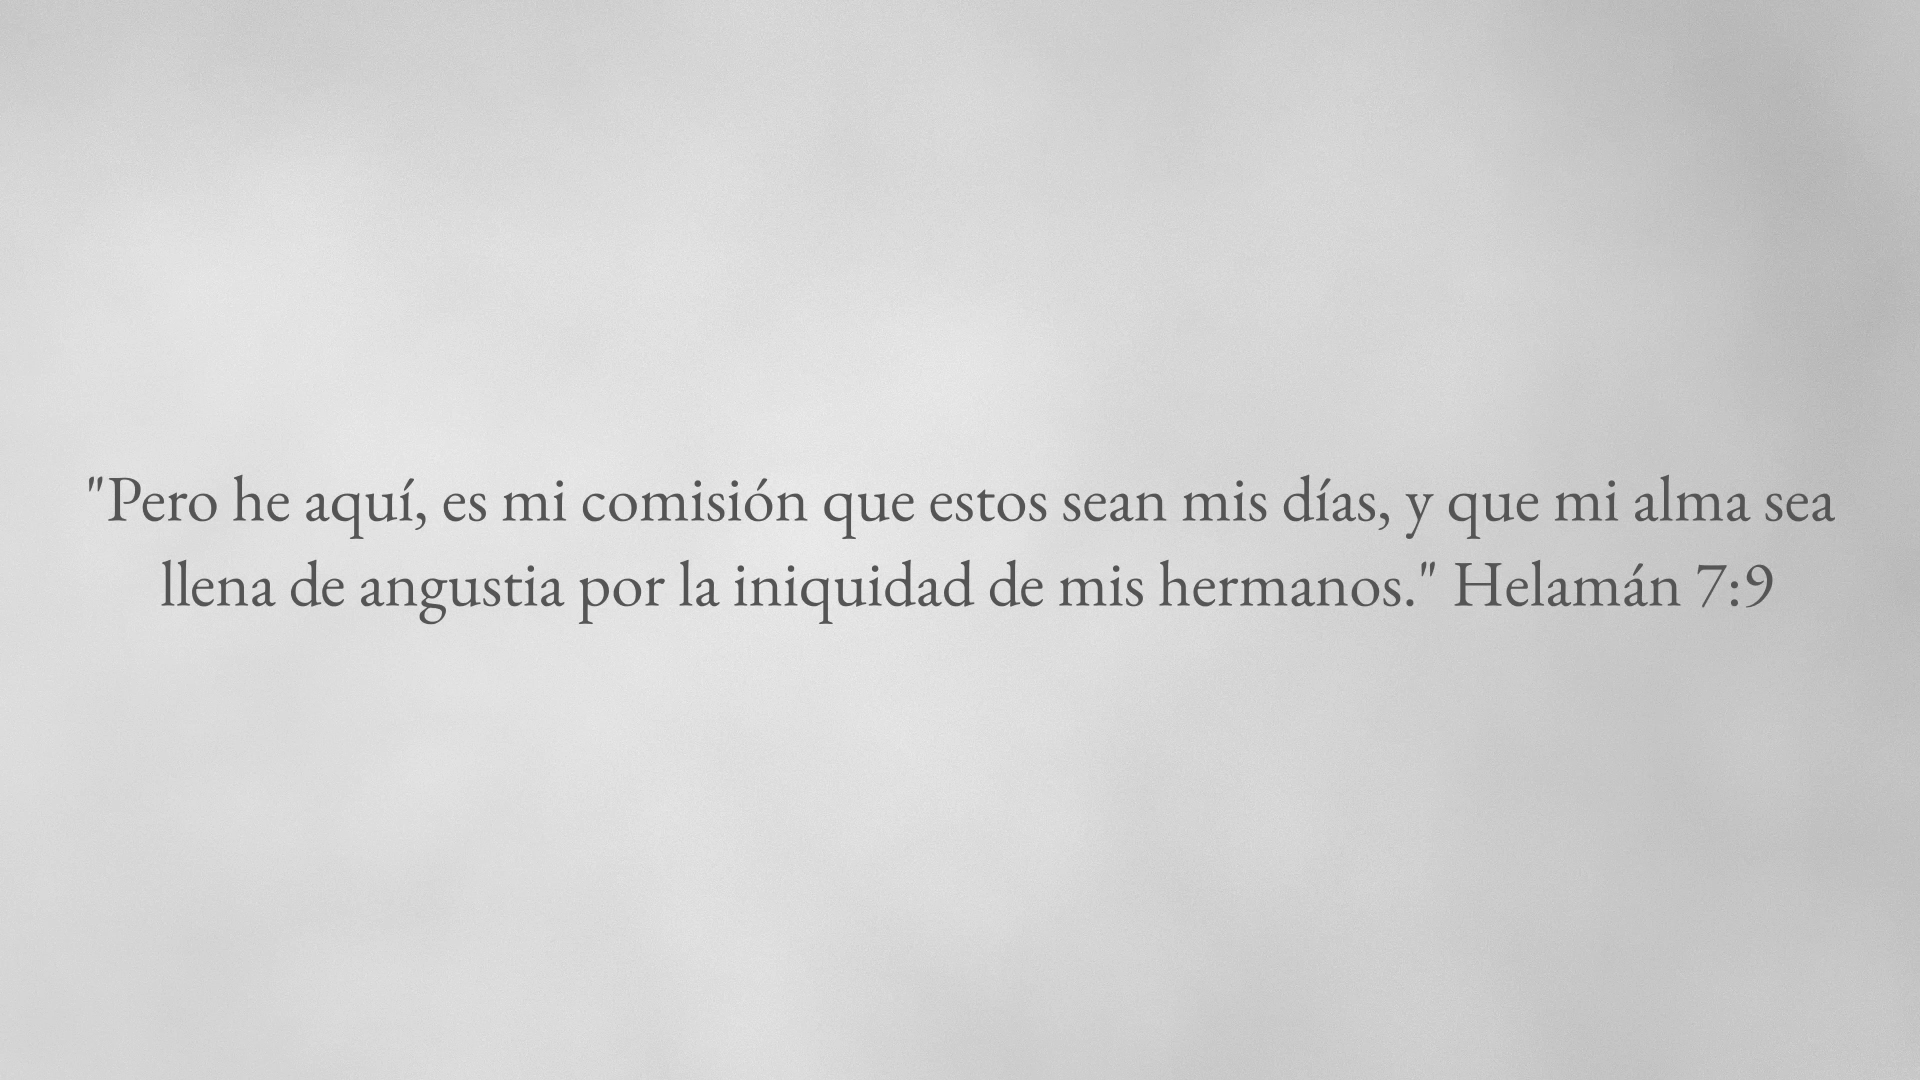 "Pero he aquí, es mi comisión que estos sean mis días, y que mi alma sea
llena de angustia por la iniquidad de mis hermanos." Helamán 7:9